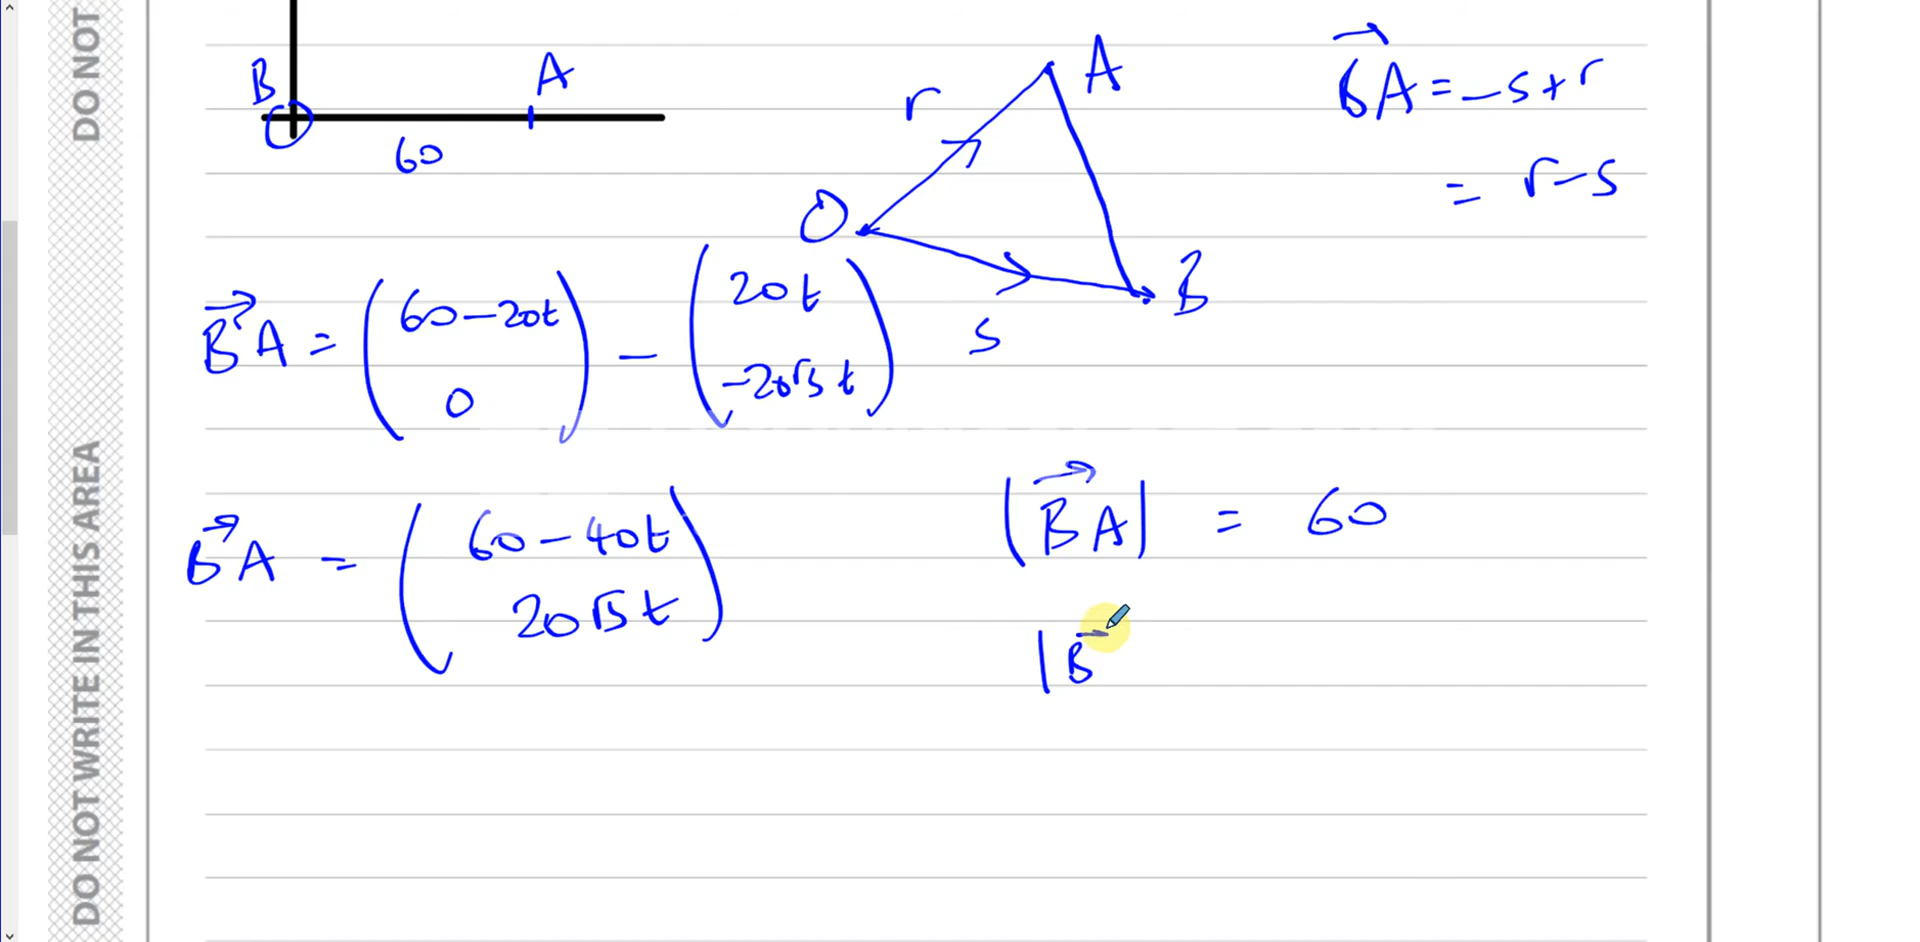 DO NOT
DO NOT WRITE IN THIS AREA
B
A
60
r
A
O
s
B
BA = -s+r
= r-s
BA = (60-20t 0) - (20t -20√3 t)
BA = (60-40t 20√3 t)
|BA| = 60
|B